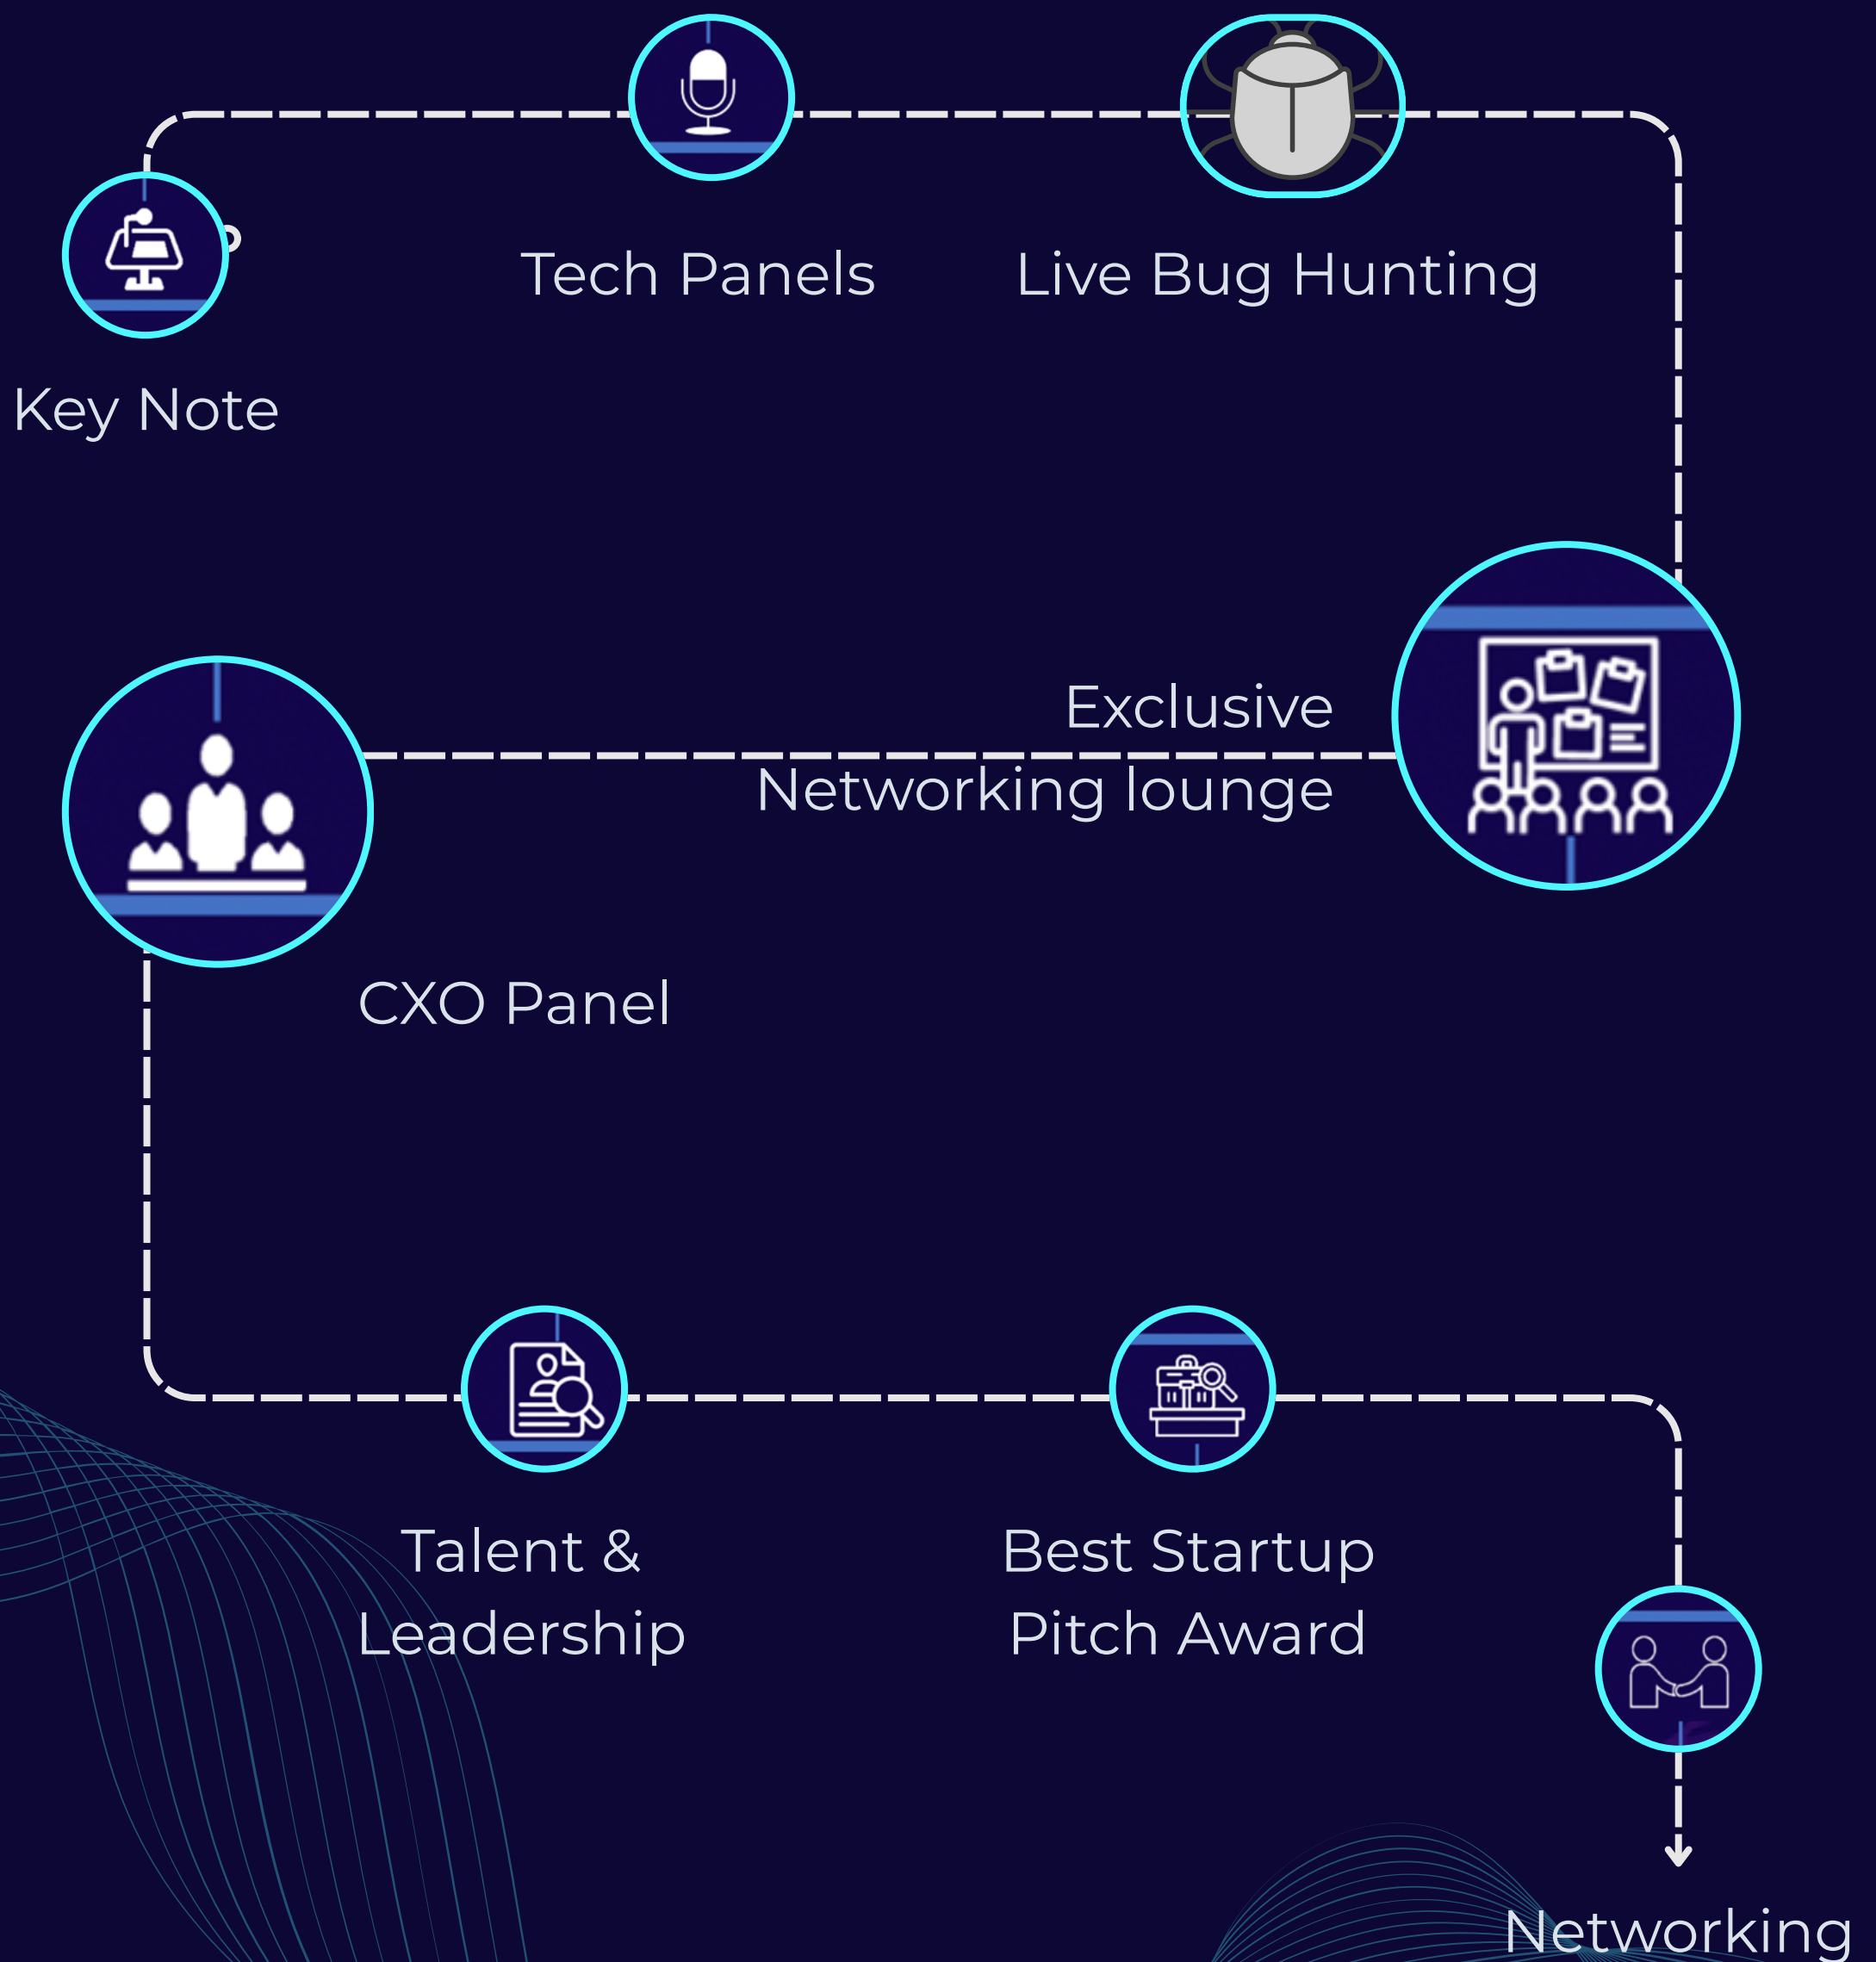 Key Note
Tech Panels
Live Bug Hunting
Exclusive
Networking lounge
CXO Panel
Talent &
Leadership
Best Startup
Pitch Award
Networking